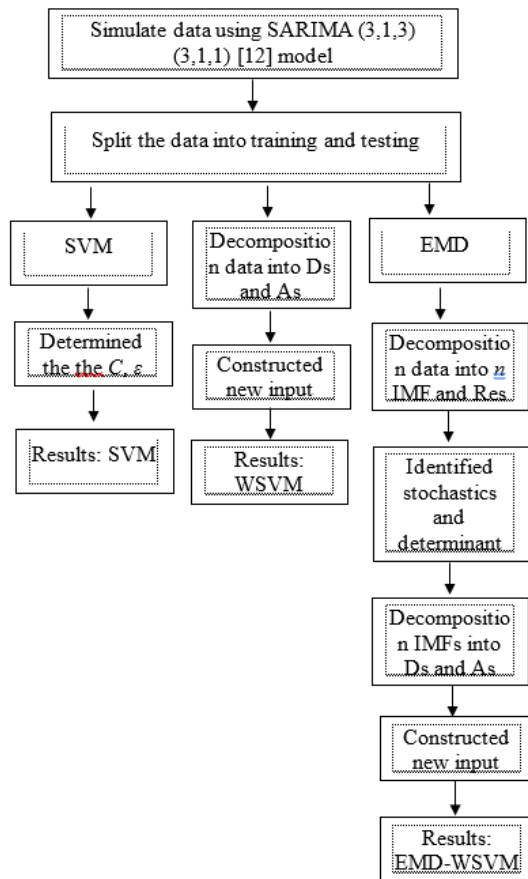 Simulate data using SARIMA (3,1,3)
(3,1,1) [12] model
Split the data into training and testing
SVM
Determined
the the C, ε
Results: SVM
Decompositio
n data into Ds
and As
Constructed
new input
Results:
WSVM
EMD
Decompositio
n data into n
IMF and Res
Identified
stochastics
and
determinant
Decompositio
n IMFs into
Ds and As
Constructed
new input
Results:
EMD-WSVM